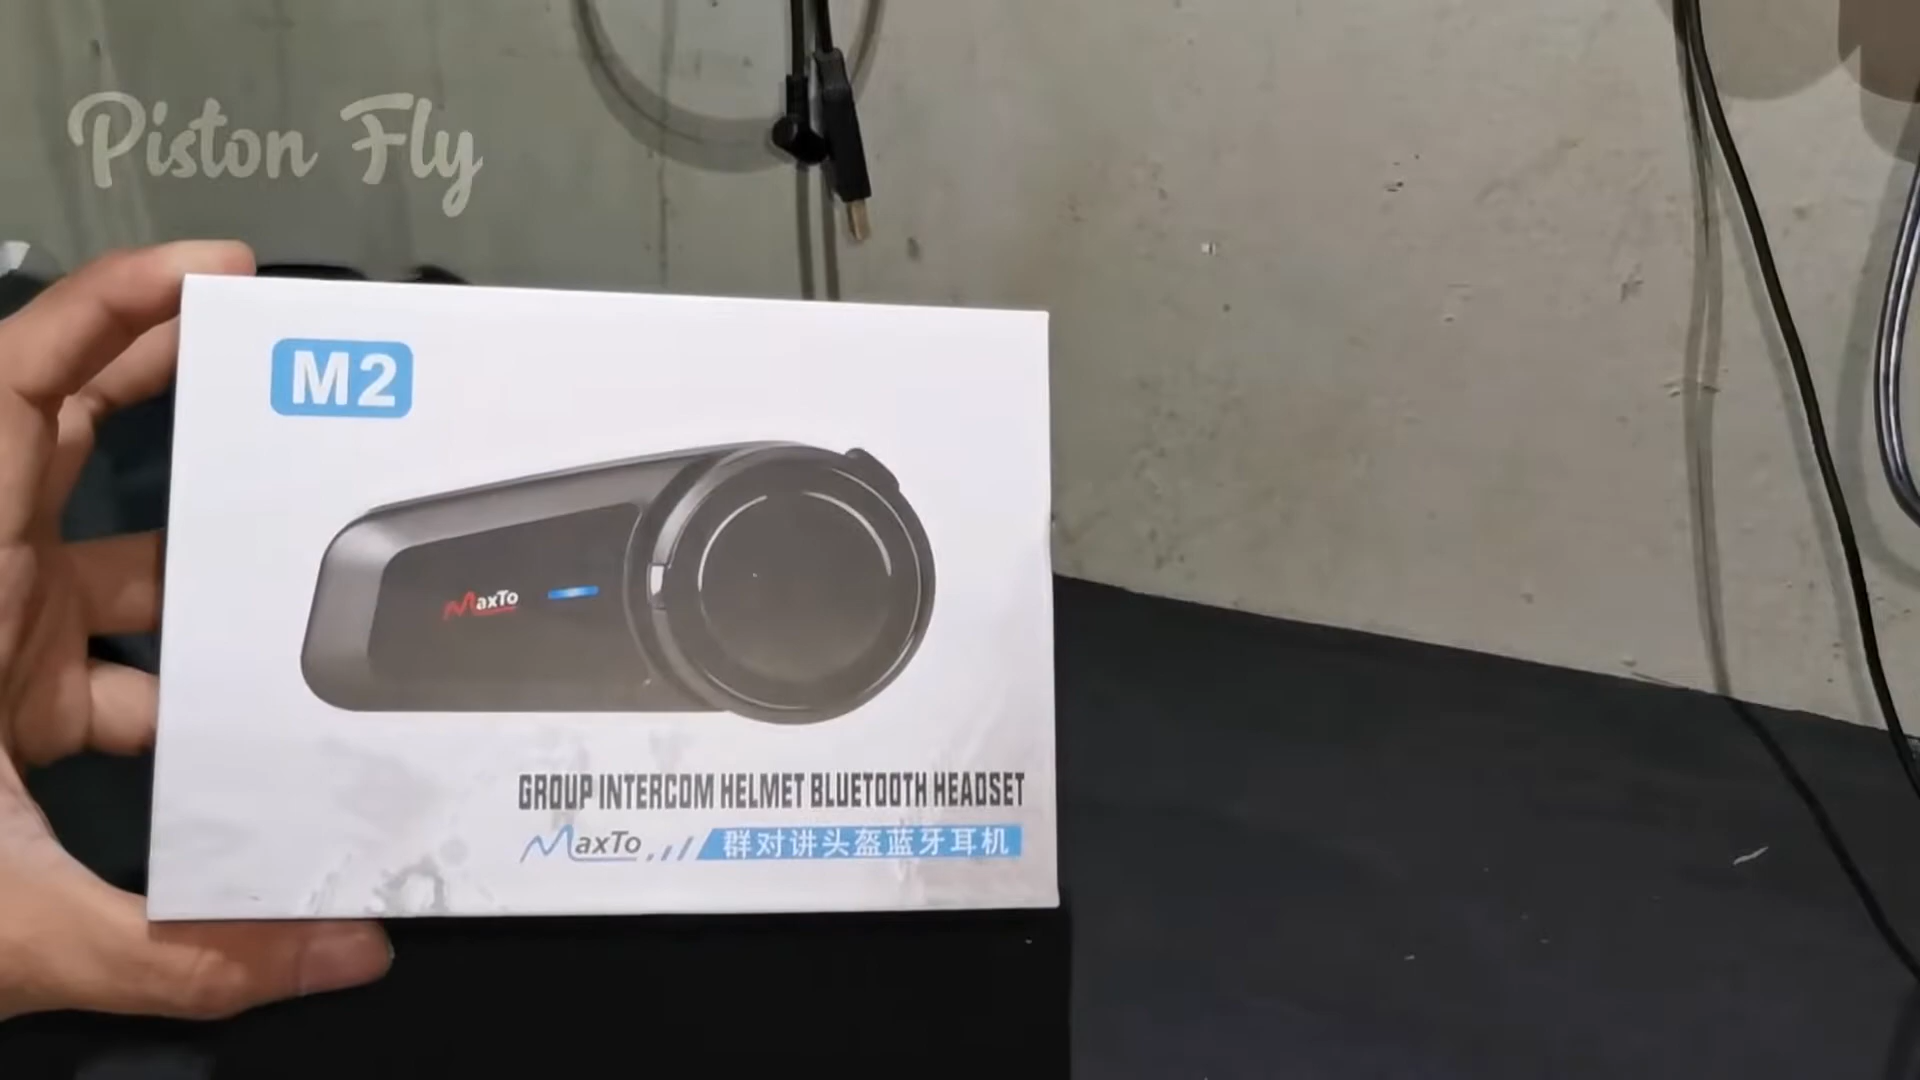 Piston Fly
M2
MaxTo
GROUP INTERCOM HELMET BLUETOOTH HEADSET
MaxTo
群对讲头盔蓝牙耳机